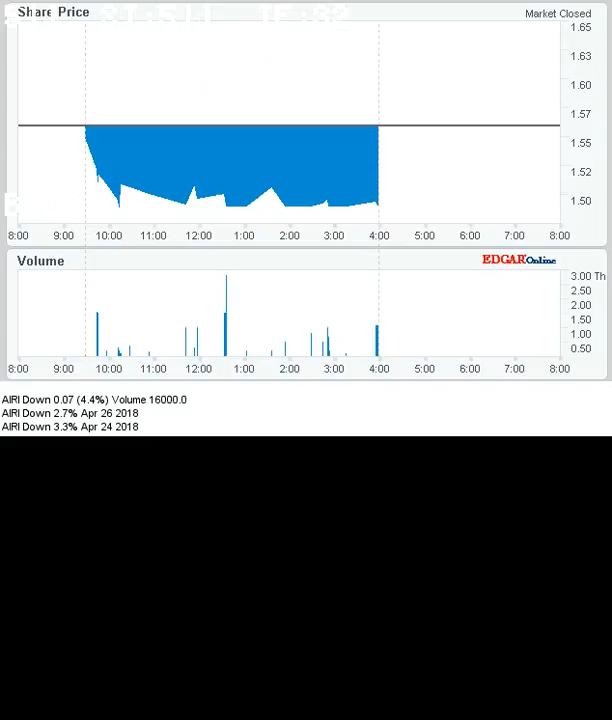 Share Price
Market Closed
1.65
1.63
1.60
1.57
1.55
1.52
1.50
8:00 9:00 10:00 11:00 12:00 1:00 2:00 3:00 4:00 5:00 6:00 7:00 8:00
Volume
EDGAROnline
3.00 Th
2.50
2.00
1.50
1.00
0.50
8:00 9:00 10:00 11:00 12:00 1:00 2:00 3:00 4:00 5:00 6:00 7:00 8:00
AIRI Down 0.07 (4.4%) Volume 16000.0
AIRI Down 2.7% Apr 26 2018
AIRI Down 3.3% Apr 24 2018